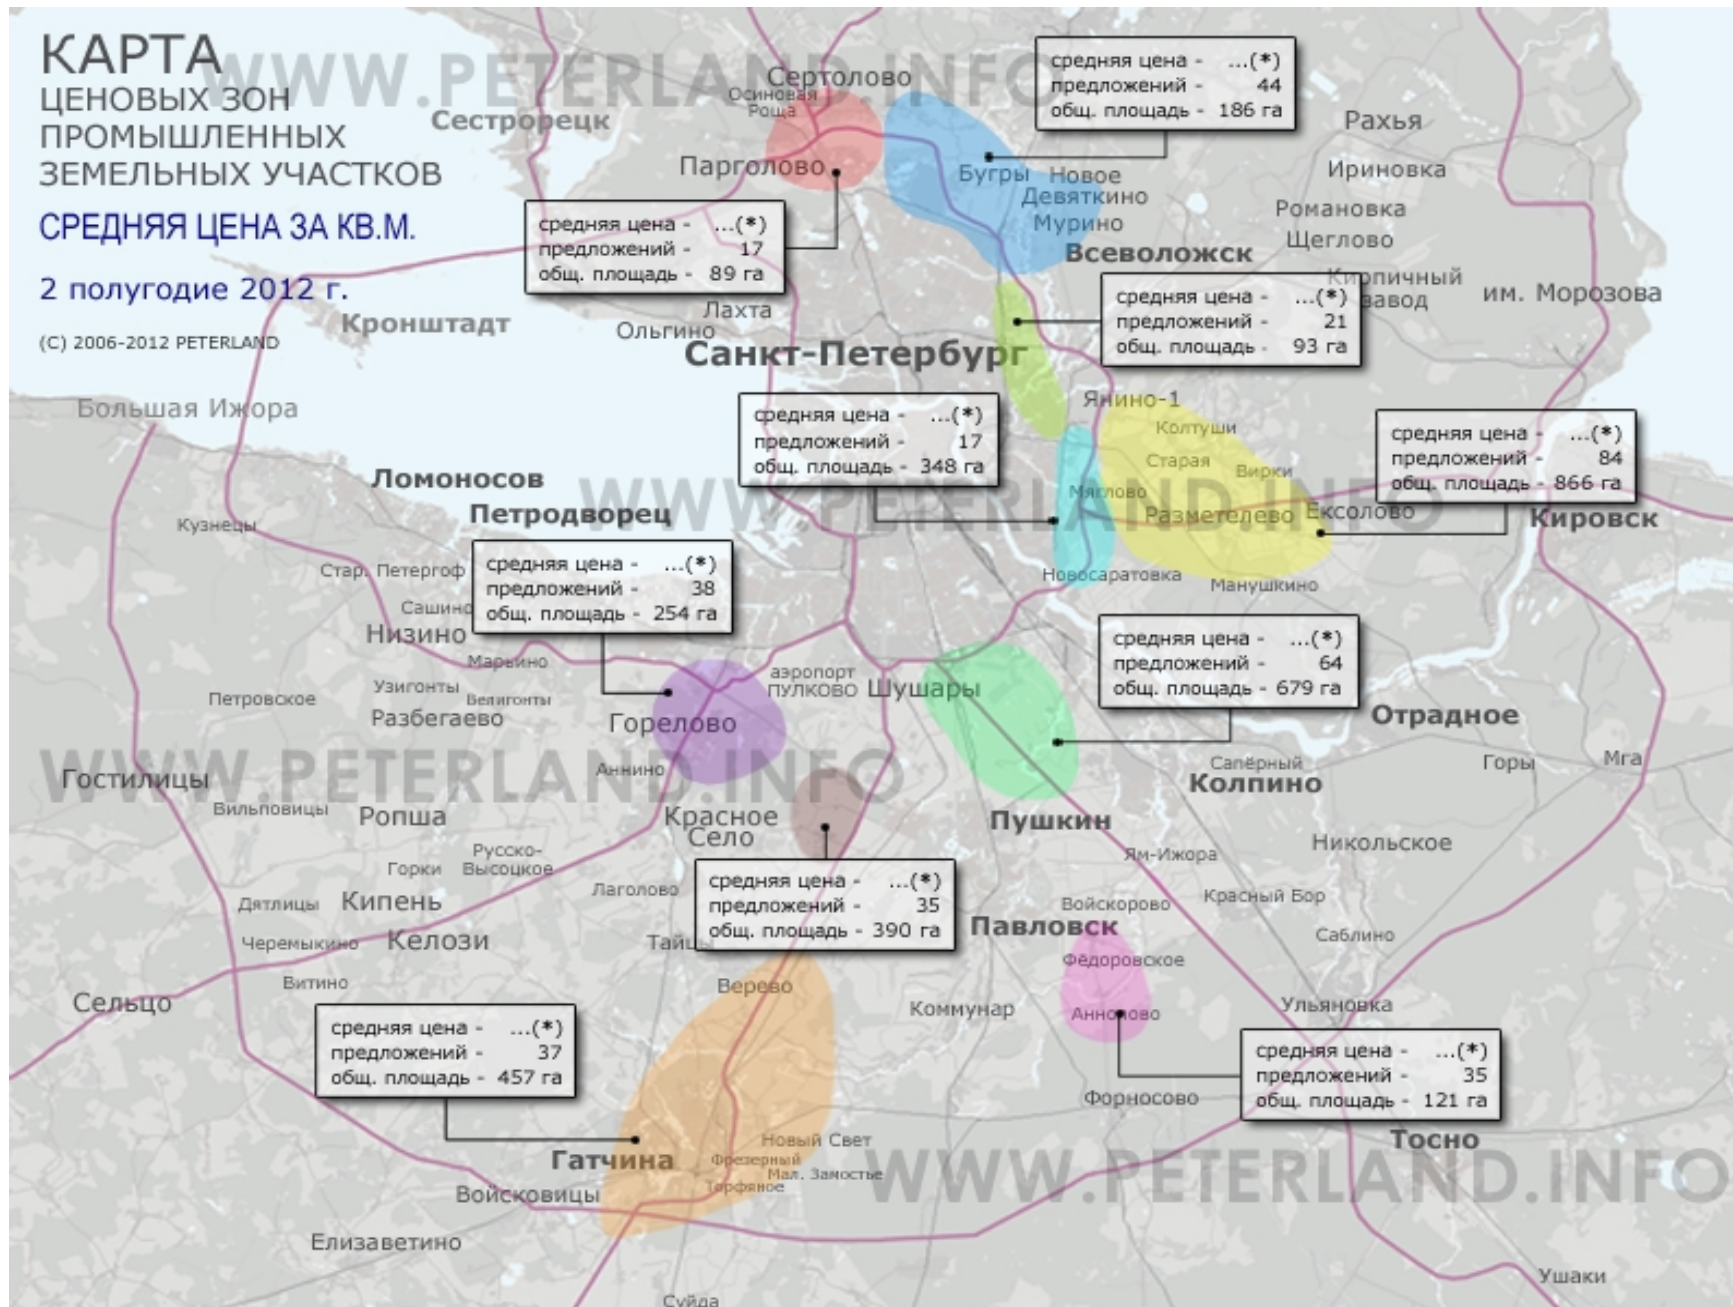 КАРТА
ЦЕНОВЫХ ЗОН
ПРОМЫШЛЕННЫХ
ЗЕМЕЛЬНЫХ УЧАСТКОВ
СРЕДНЯЯ ЦЕНА ЗА КВ.М.
2 полугодие 2012 г.
(C) 2006-2012 PETERLAND
WWW.PETERLAND.INFO
Сертолово
Осиновая
Роща
Сестрорецк
Парголово
средняя цена - ...(*)
предложений - 44
общ. площадь - 186 га
Рахья
Ириновка
Бугры
Новое
Девяткино
Мурино
Романовка
Щеглово
Всеволожск
средняя цена - ...(*)
предложений - 17
общ. площадь - 89 га
Кирпичный
завод
им. Морозова
Лахта
Ольгино
Кронштадт
Санкт-Петербург
средняя цена - ...(*)
предложений - 21
общ. площадь - 93 га
Большая Ижора
Янино-1
Колтуши
Старая
Вирки
Мяглово
средняя цена - ...(*)
предложений - 17
общ. площадь - 348 га
средняя цена - ...(*)
предложений - 84
общ. площадь - 866 га
Ломоносов
Петродворец
WWW.PETERLAND.INFO
Разметелево
Ексолово
Кировск
Кузнецы
Стар. Петергоф
Сашино
Низино
средняя цена - ...(*)
предложений - 38
общ. площадь - 254 га
Новосаратовка
Манушкино
средняя цена - ...(*)
предложений - 64
общ. площадь - 679 га
Марьино
Узигонты
Велигонты
Петровское
Разбегаево
Горелово
аэропорт
ПУЛКОВО
Шушары
Отрадное
WWW.PETERLAND.INFO
Гостилицы
Аннино
Сапёрный
Колпино
Горы
Мга
Вильповицы
Ропша
Красное
Село
Пушкин
Никольское
Горки
Русско-
Высоцкое
Ям-Ижора
Лаголово
Дятлицы
Кипень
средняя цена - ...(*)
предложений - 35
общ. площадь - 390 га
Войскорово
Красный Бор
Павловск
Черемыкино
Келози
Тайцы
Саблино
Фёдоровское
Витино
Верево
Сельцо
Коммунар
Аннолово
Ульяновка
средняя цена - ...(*)
предложений - 37
общ. площадь - 457 га
средняя цена - ...(*)
предложений - 35
общ. площадь - 121 га
Форносово
Тосно
Новый Свет
Гатчина
Фрезерный
Мал. Замостье
Торфяное
Войсковицы
WWW.PETERLAND.INFO
Елизаветино
Ушаки
Суйда